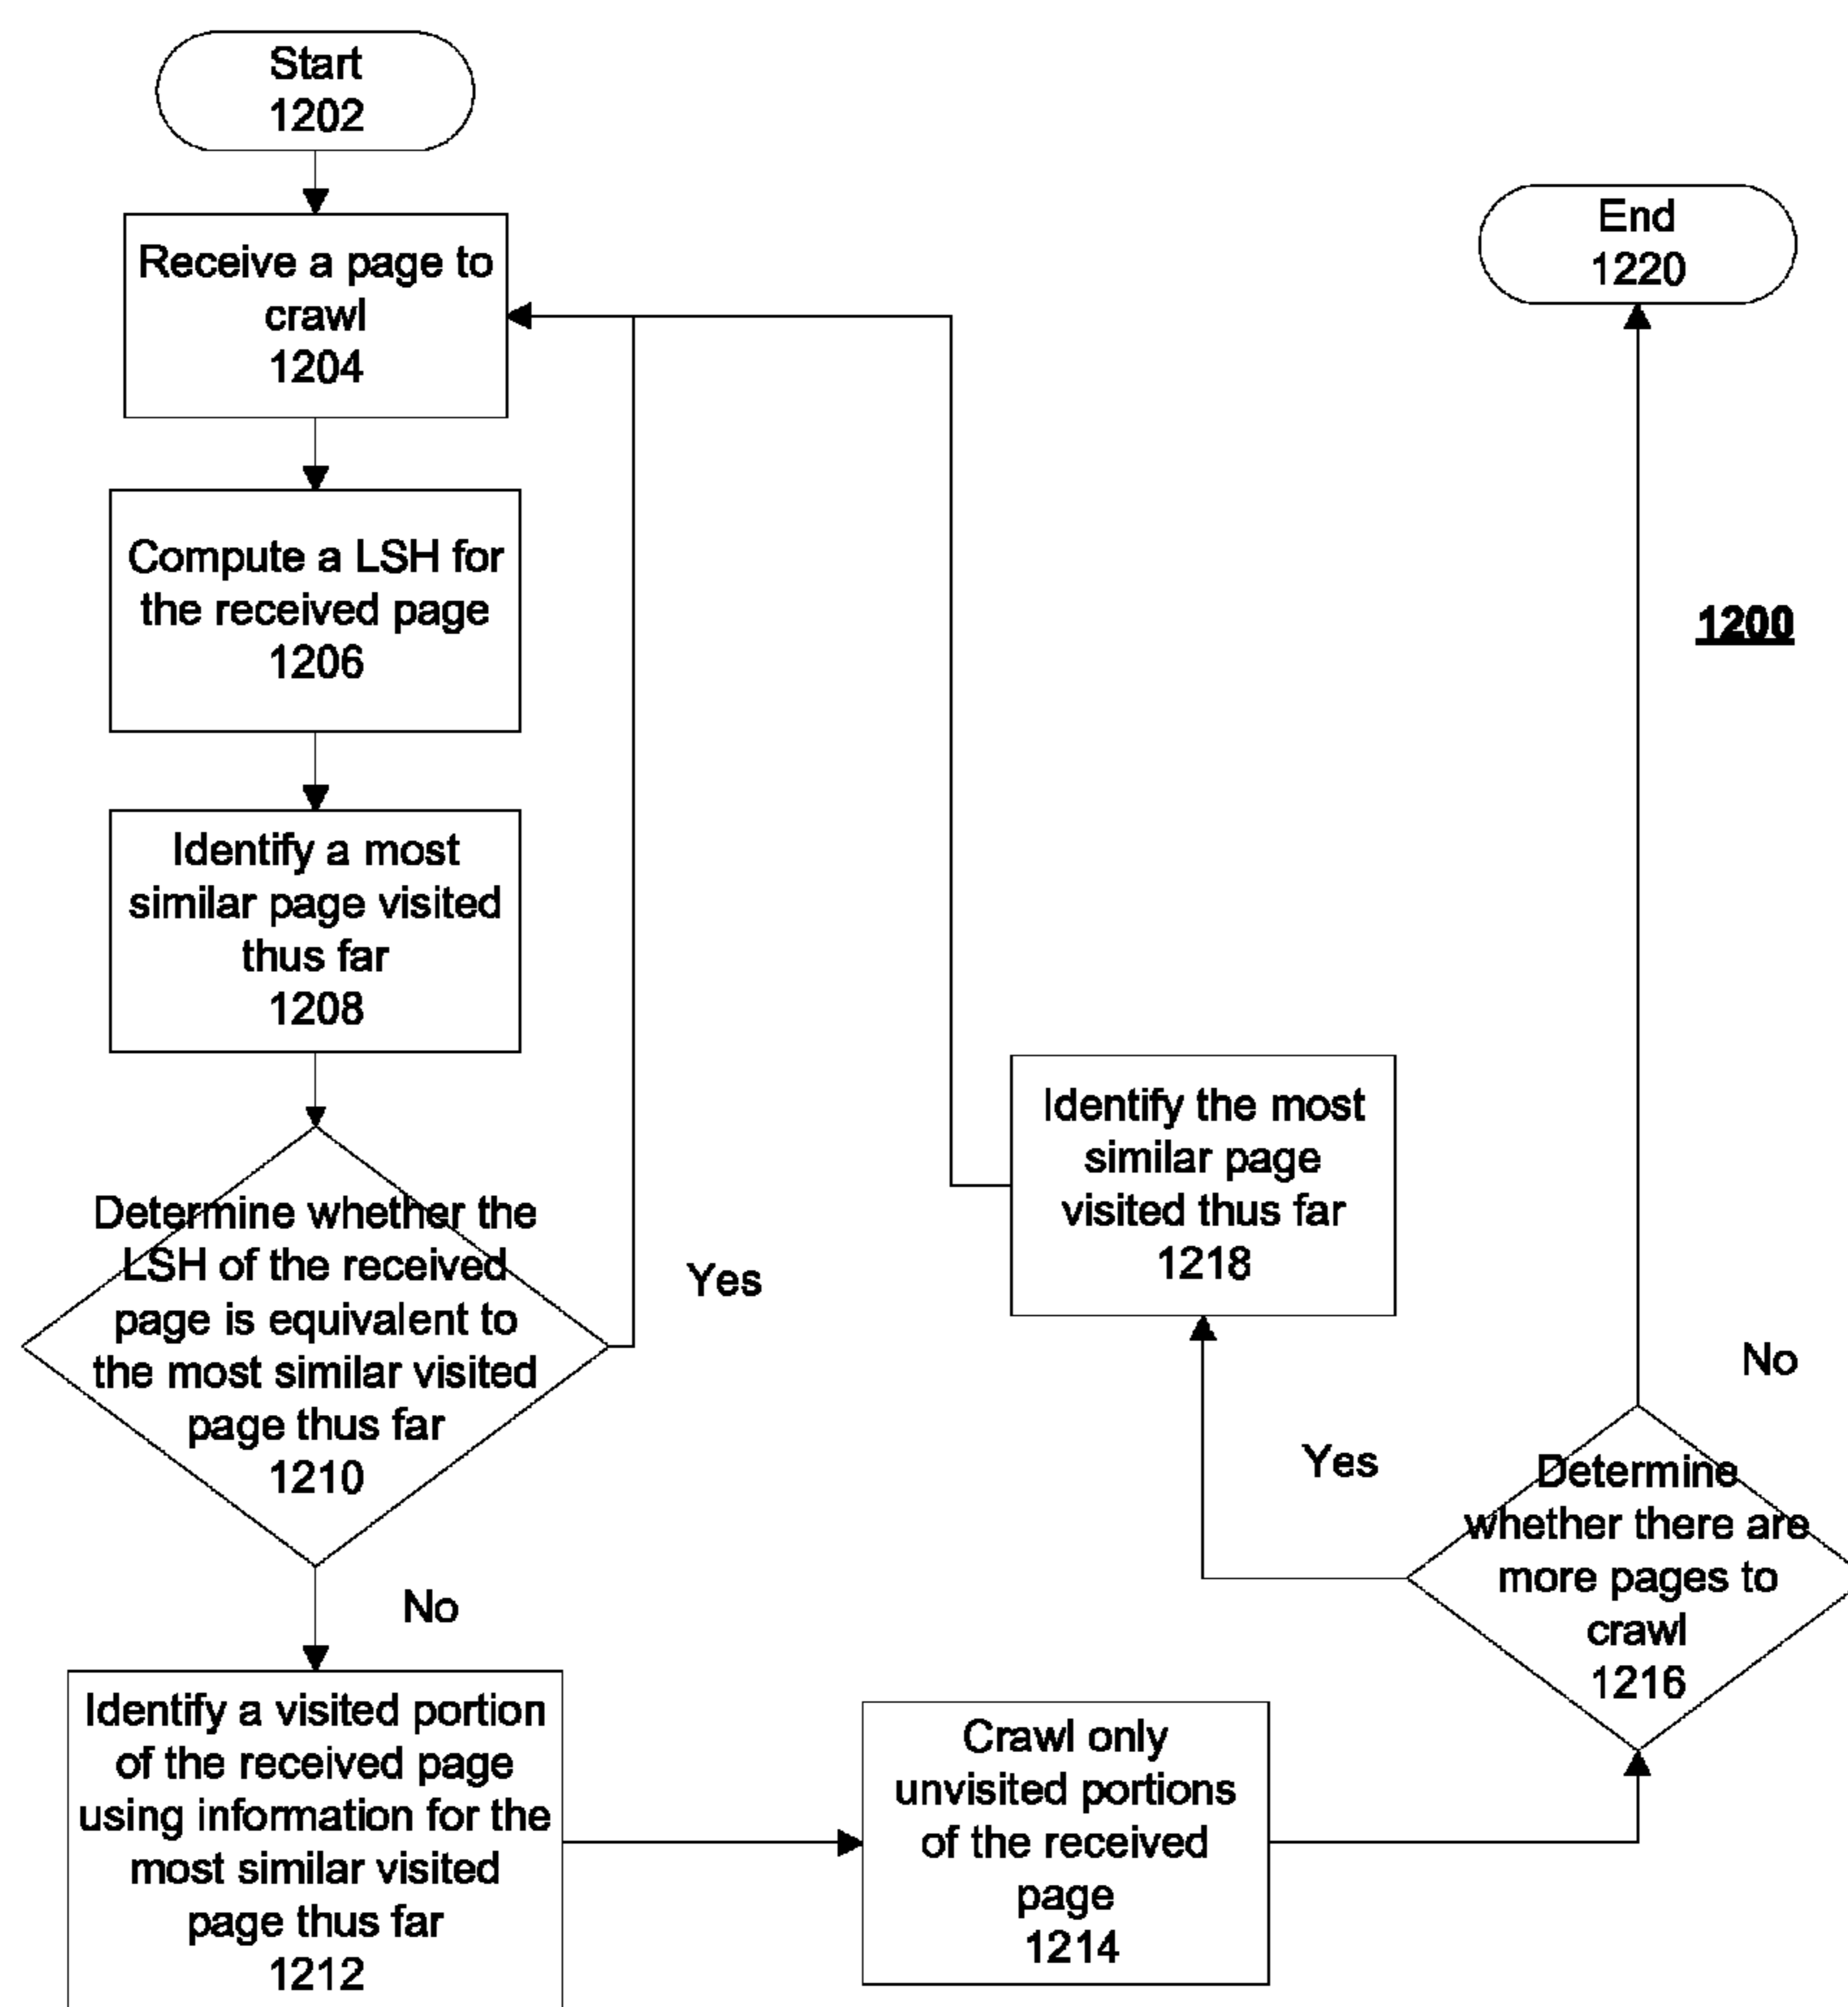 Start
1202
Receive a page to
crawl
1204
Compute a LSH for
the received page
1206
Identify a most
similar page visited
thus far
1208
Determine whether the
LSH of the received
page is equivalent to
the most similar visited
page thus far
1210
Yes
No
Identify a visited portion
of the received page
using information for the
most similar visited
page thus far
1212
Crawl only
unvisited portions
of the received
page
1214
Determine
whether there are
more pages to
crawl
1216
Yes
No
Identify the most
similar page
visited thus far
1218
End
1220
1200